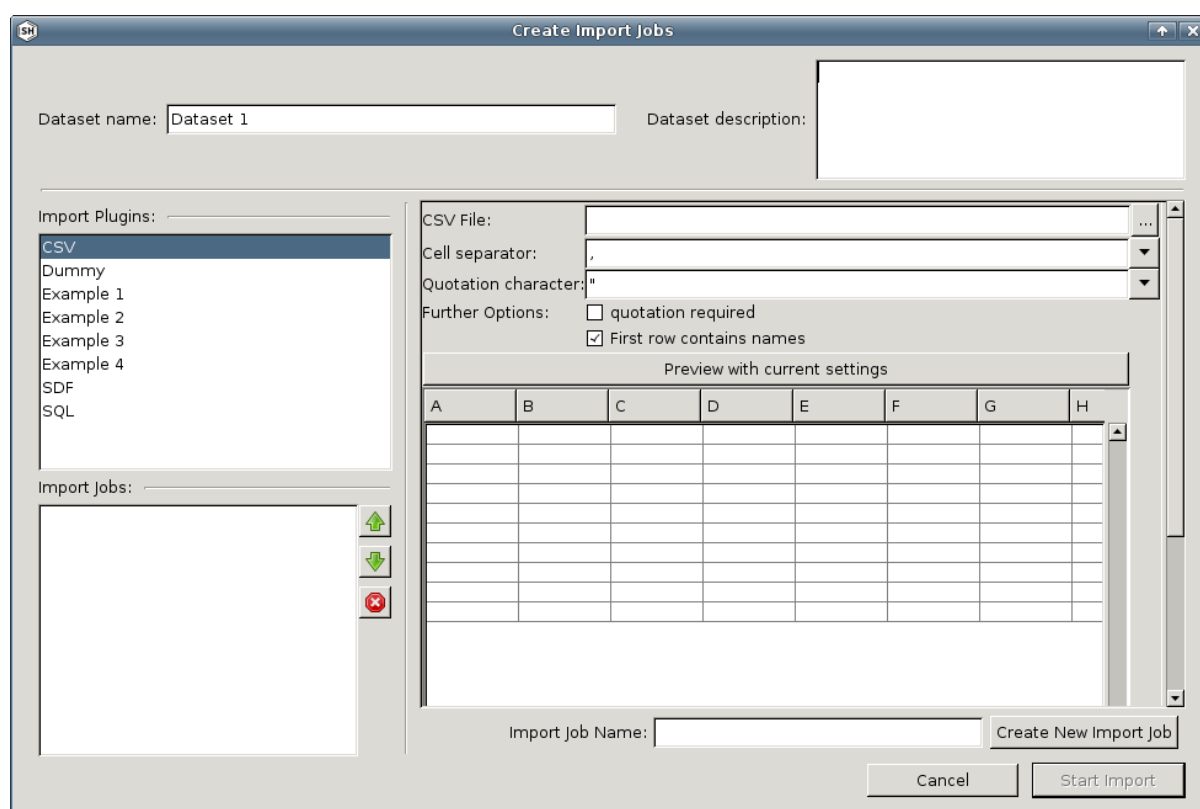 SH Create Import Jobs
Dataset name: Dataset 1 Dataset description:
Import Plugins:
CSV
Dummy
Example 1
Example 2
Example 3
Example 4
SDF
SQL
Import Jobs:
CSV File: ...
Cell separator: ,
Quotation character: "
Further Options: quotation required
First row contains names
Preview with current settings
A B C D E F G H
Import Job Name: Create New Import Job
Cancel Start Import